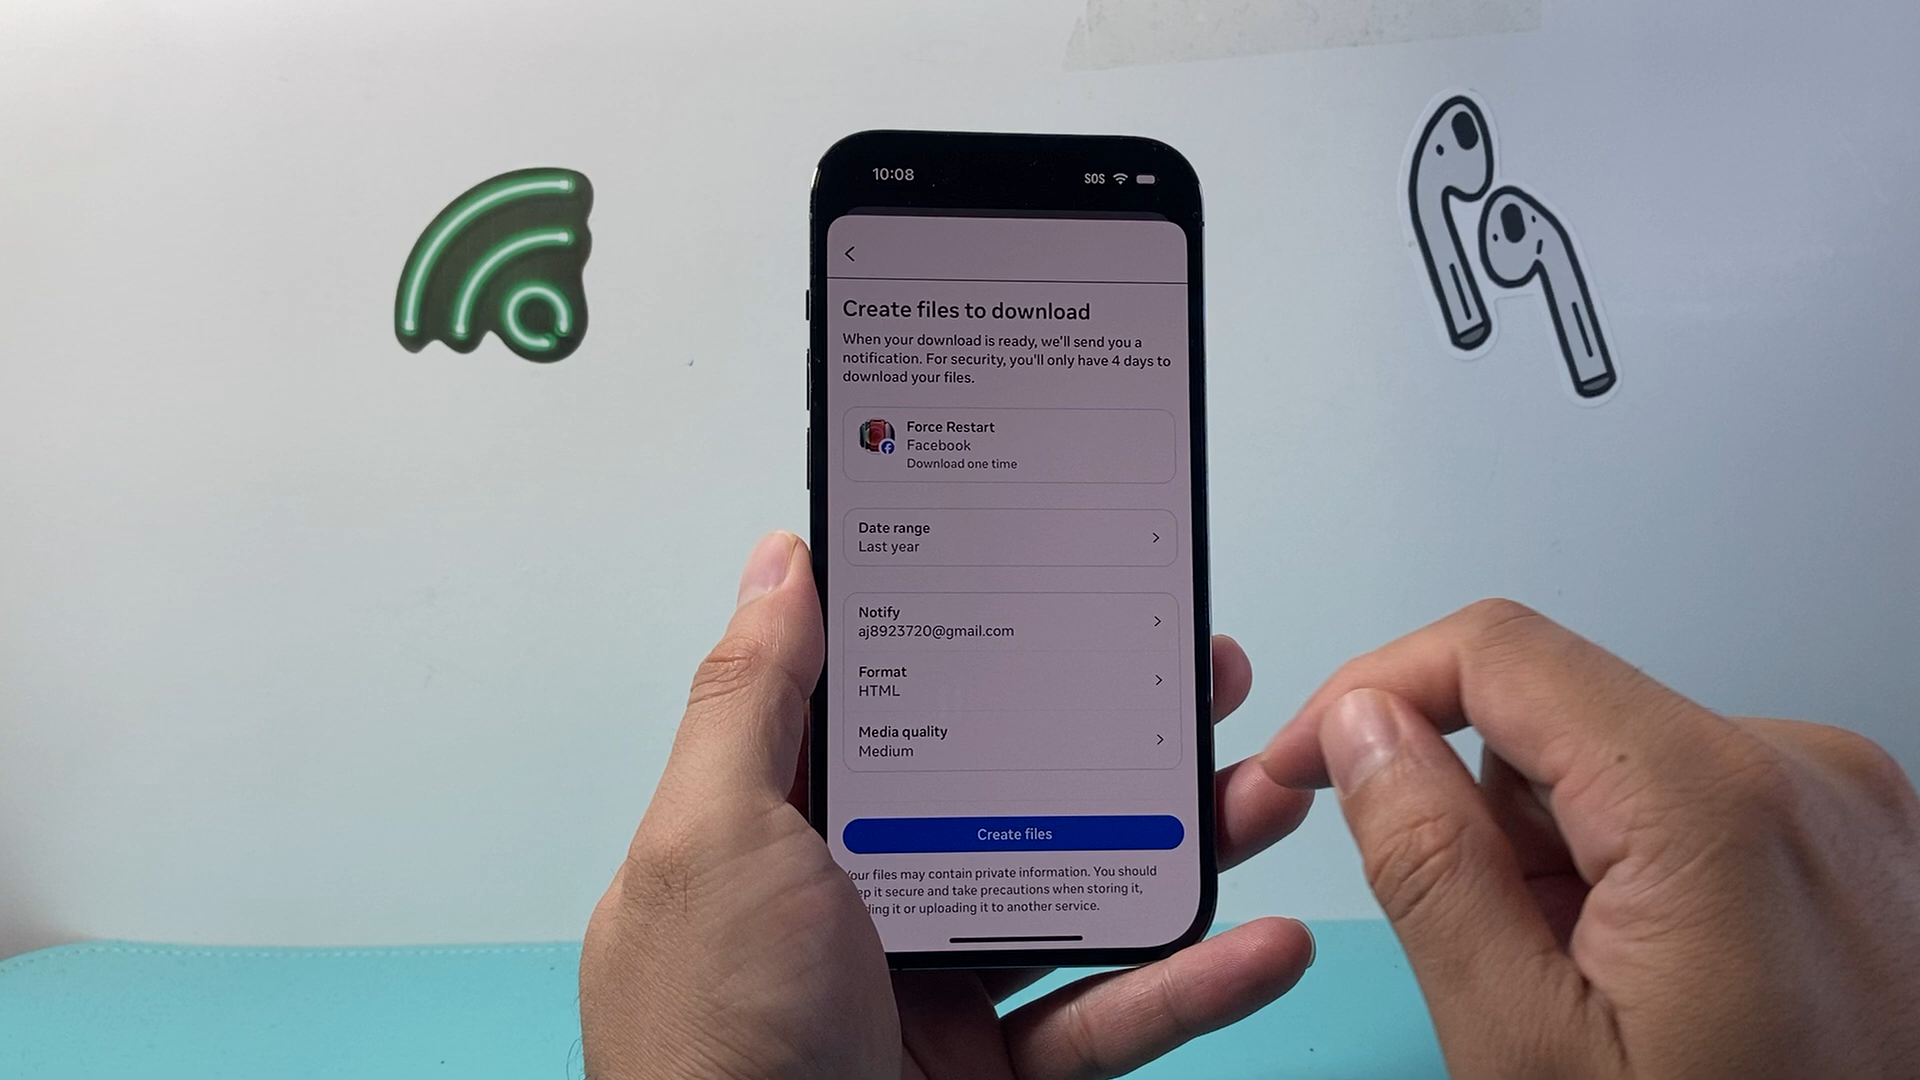 10:08
SOS
Create files to download
When your download is ready, we'll send you a
notification. For security, you'll only have 4 days to
download your files.
Force Restart
Facebook
Download one time
Date range
Last year
Notify
aj8923720@gmail.com
Format
HTML
Media quality
Medium
Create files
Your files may contain private information. You should
it secure and take precautions when storing it,
it or uploading it to another service.